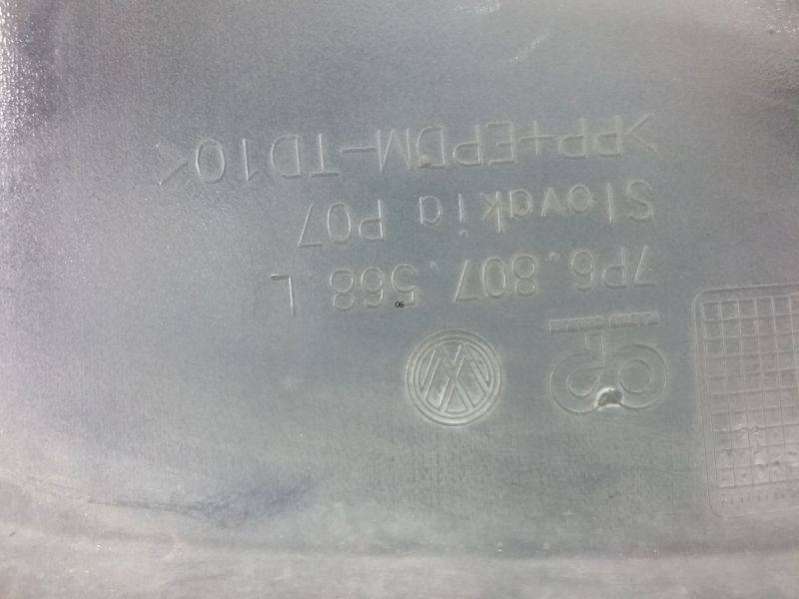 7P6.807.568 L
Slovakia P07
>PP+EPDM-TD10<